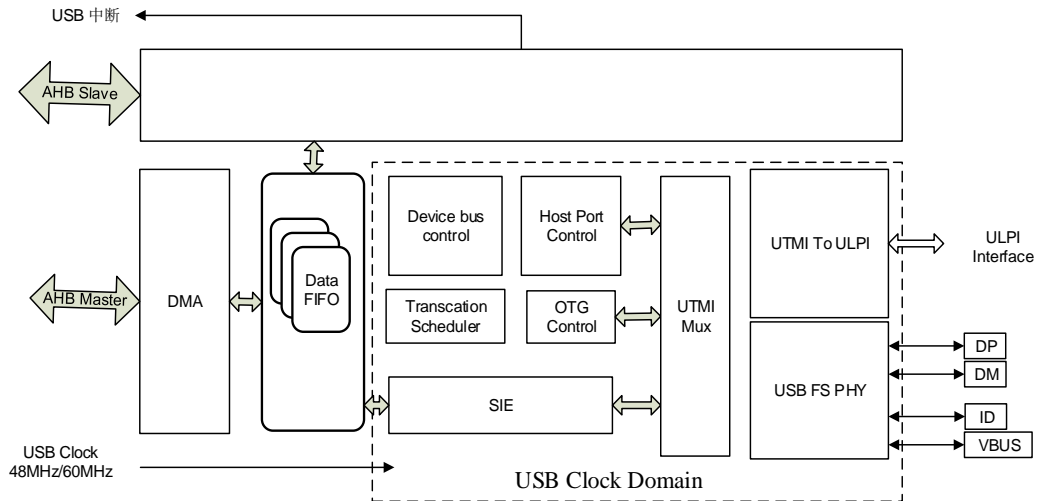 USB 中断
AHB Slave
Device bus
control
Host Port
Control
UTMI To ULPI
ULPI
Interface
Data
FIFO
AHB Master
DMA
Transcation
Scheduler
OTG
Control
UTMI
Mux
DP
DM
USB FS PHY
SIE
ID
VBUS
USB Clock
48MHz/60MHz
USB Clock Domain